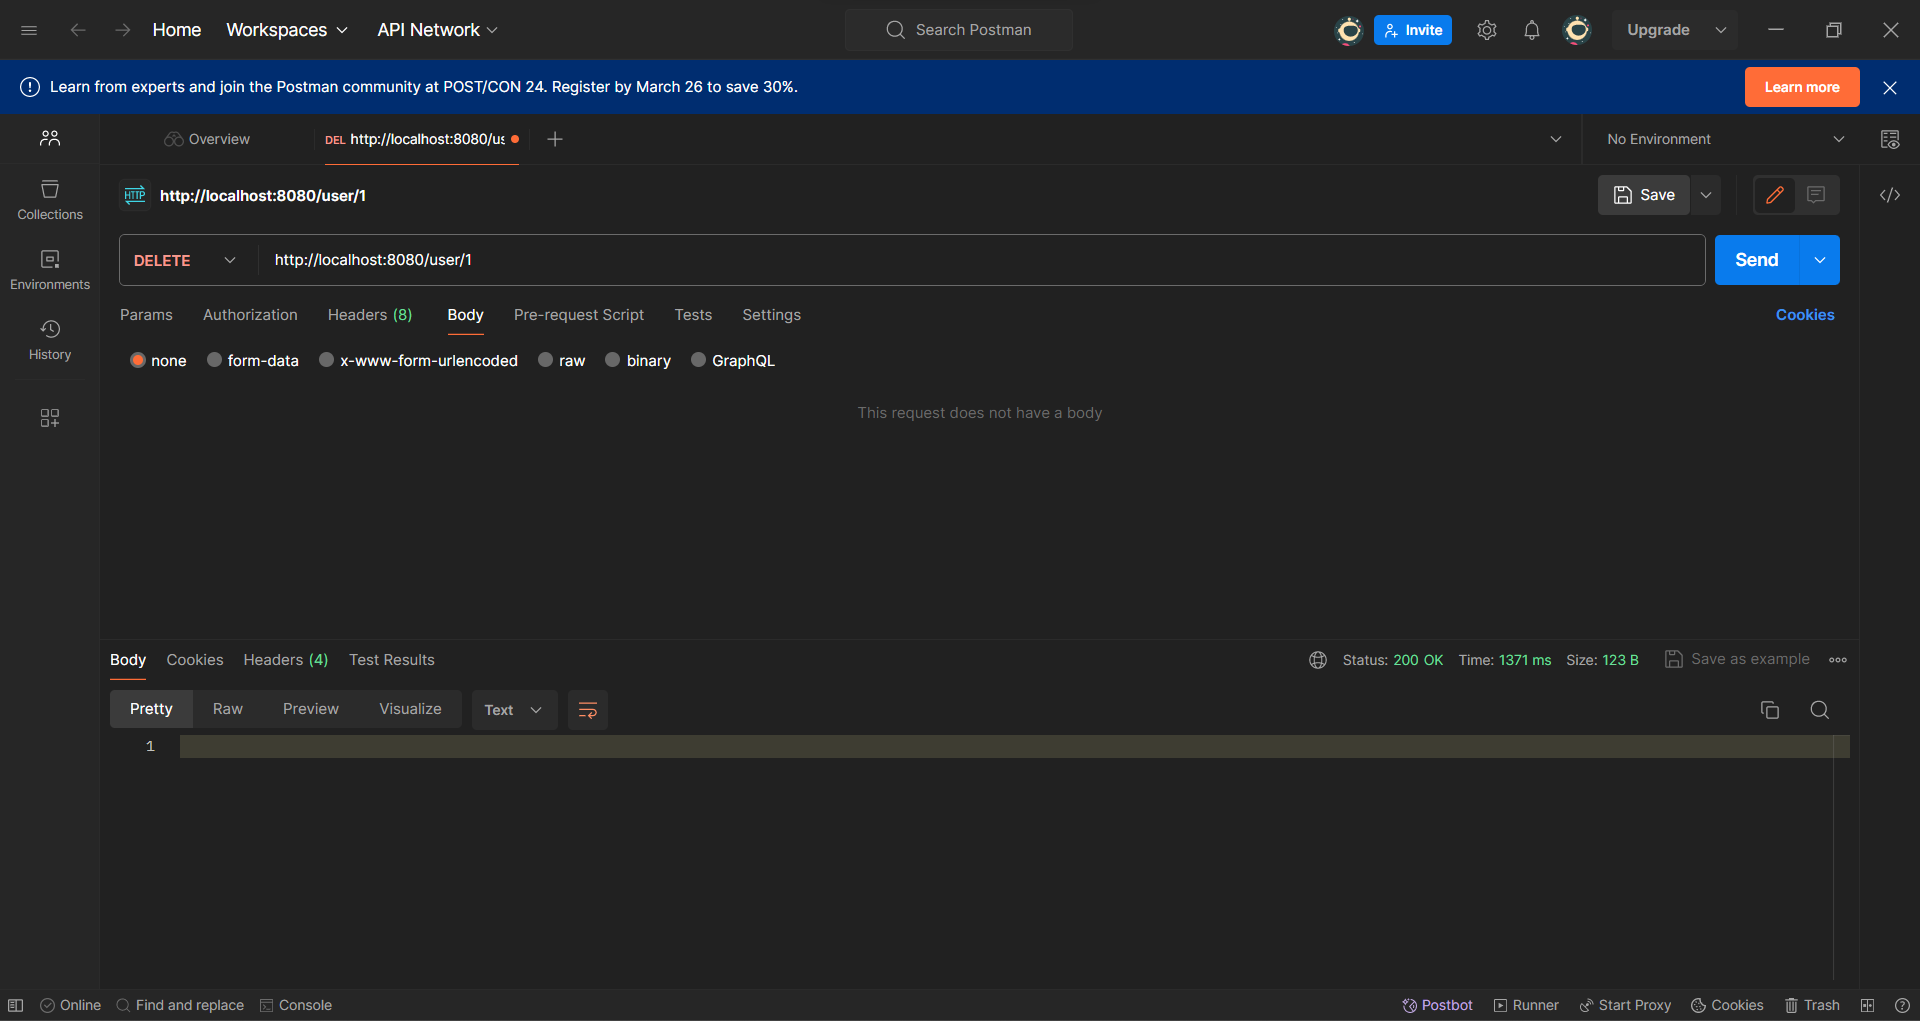 Home Workspaces API Network Search Postman Invite Upgrade
Learn from experts and join the Postman community at POST/CON 24. Register by March 26 to save 30%. Learn more
Overview DEL http://localhost:8080/us No Environment
HTTP http://localhost:8080/user/1 Save
Collections
DELETE http://localhost:8080/user/1 Send
Environments
Params Authorization Headers (8) Body Pre-request Script Tests Settings Cookies
History
none form-data x-www-form-urlencoded raw binary GraphQL
This request does not have a body
Body Cookies Headers (4) Test Results Status: 200 OK Time: 1371 ms Size: 123 B Save as example
Pretty Raw Preview Visualize Text
1
Online Find and replace Console Postbot Runner Start Proxy Cookies Trash